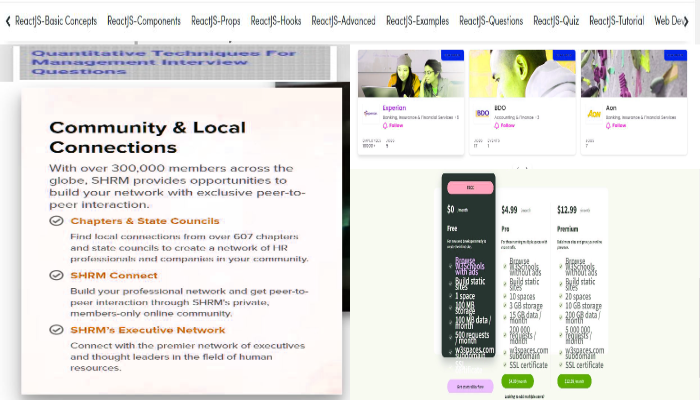 ReactJS-Basic Concepts ReactJS-Components ReactJS-Props ReactJS-Hooks ReactJS-Advanced ReactJS-Examples ReactJS-Questions ReactJS-Quiz ReactJS-Tutorial Web Dev
Quantitative Techniques For
Management Interview
Questions
Community & Local
Connections
With over 300,000 members across the
globe, SHRM provides opportunities to
build your network with exclusive peer-to-
peer interaction.
Chapters & State Councils
Find local connections from over 607 chapters
and state councils to create a network of HR
professionals and companies in your community.
SHRM Connect
Build your professional network and get peer-to-
peer interaction through SHRM's private,
members-only online community.
SHRM's Executive Network
Connect with the premier network of executives
and thought leaders in the field of human
resources.
Experian
Banking, Insurance & Financial Services
Follow
BDO
BDO
Accounting
Follow
Aon
Aon
Banking, Insurance & Financial Services
Follow
$0 /month
Free
Browse
W3Schools
with ads
Build static
sites
1 space
100 MB
storage
100 MB data /
month
500 requests
/ month
w3spaces.com
subdomain
$4.99
Pro
Browse
W3Schools
without ads
Build static
sites
10 spaces
3 GB storage
15 GB data /
month
200 000
requests /
month
w3spaces.com
subdomain
SSL certificate
$12.99
Premium
Browse
W3Schools
without ads
Build static
sites
20 spaces
10 GB storage
200 GB data /
month
5 000 000
requests /
month
w3spaces.com
subdomain
SSL certificate